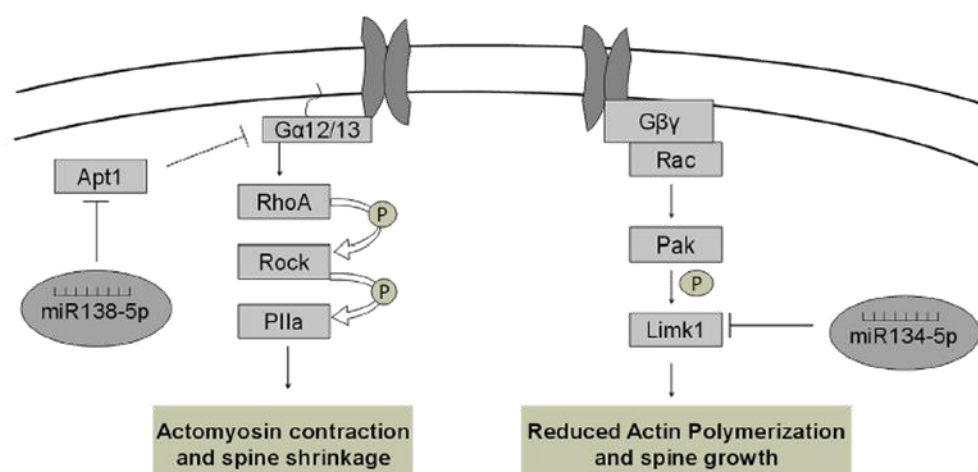 Gα12/13
Gβγ
Rac
Apt1
RhoA
P
Pak
Rock
P
P
miR138-5p
PIIa
Limk1
miR134-5p
Actomyosin contraction
and spine shrinkage
Reduced Actin Polymerization
and spine growth